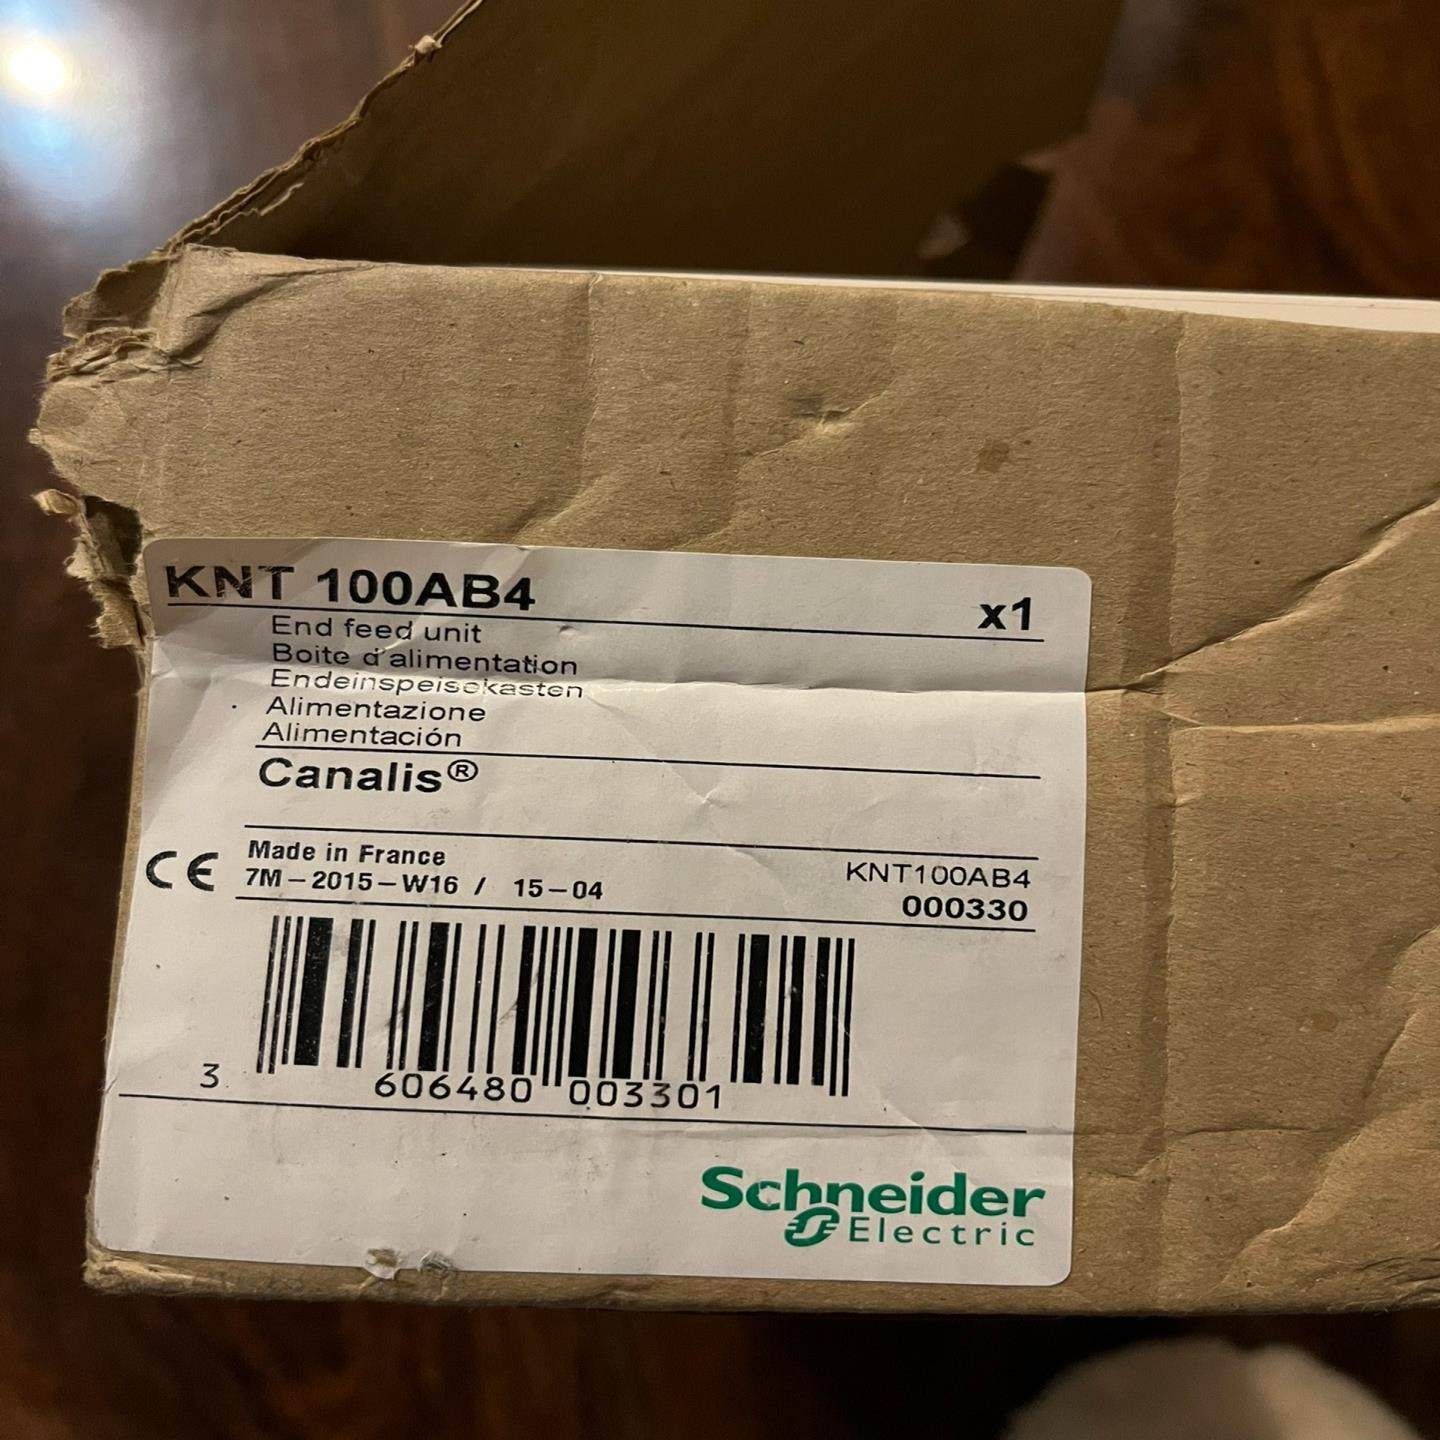 KNT 100AB4 x1
End feed unit
Boite d'alimentation
Endeinspeisekasten
Alimentazione
Alimentación
Canalis®
CE
Made in France
7M-2015-W16 / 15-04
KNT100AB4
000330
3 606480 003301
Schneider
Electric